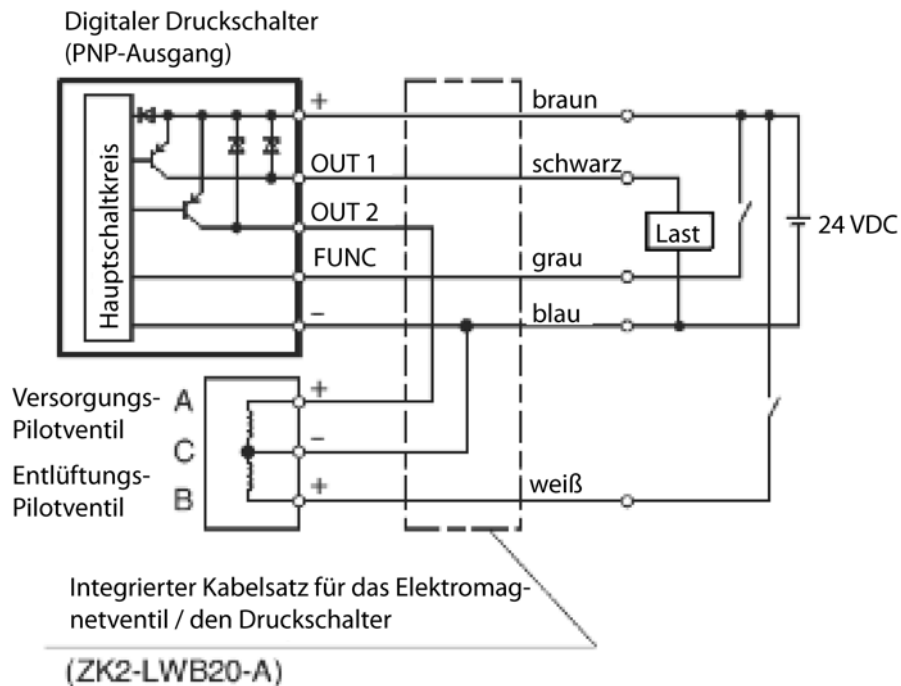 Digitaler Druckschalter
(PNP-Ausgang)
Hauptschaltkreis
+
braun
OUT 1
schwarz
OUT 2
Last
24 VDC
FUNC
grau
–
blau
Versorgungs-
Pilotventil
A
+
C
–
Entlüftungs-
Pilotventil
B
+
weiß
Integrierter Kabelsatz für das Elektromag-
netventil / den Druckschalter
(ZK2-LWB20-A)